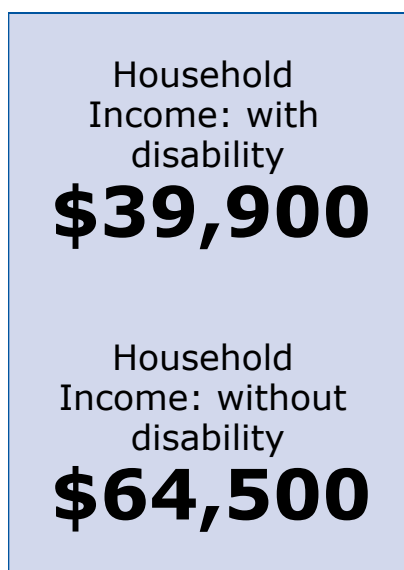 Household
Income: with
disability
$39,900
Household
Income: without
disability
$64,500